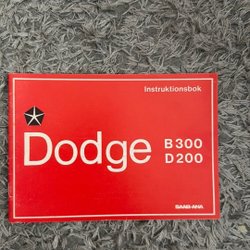 Instruktionsbok
Dodge B300
D200
SAAB-ANA